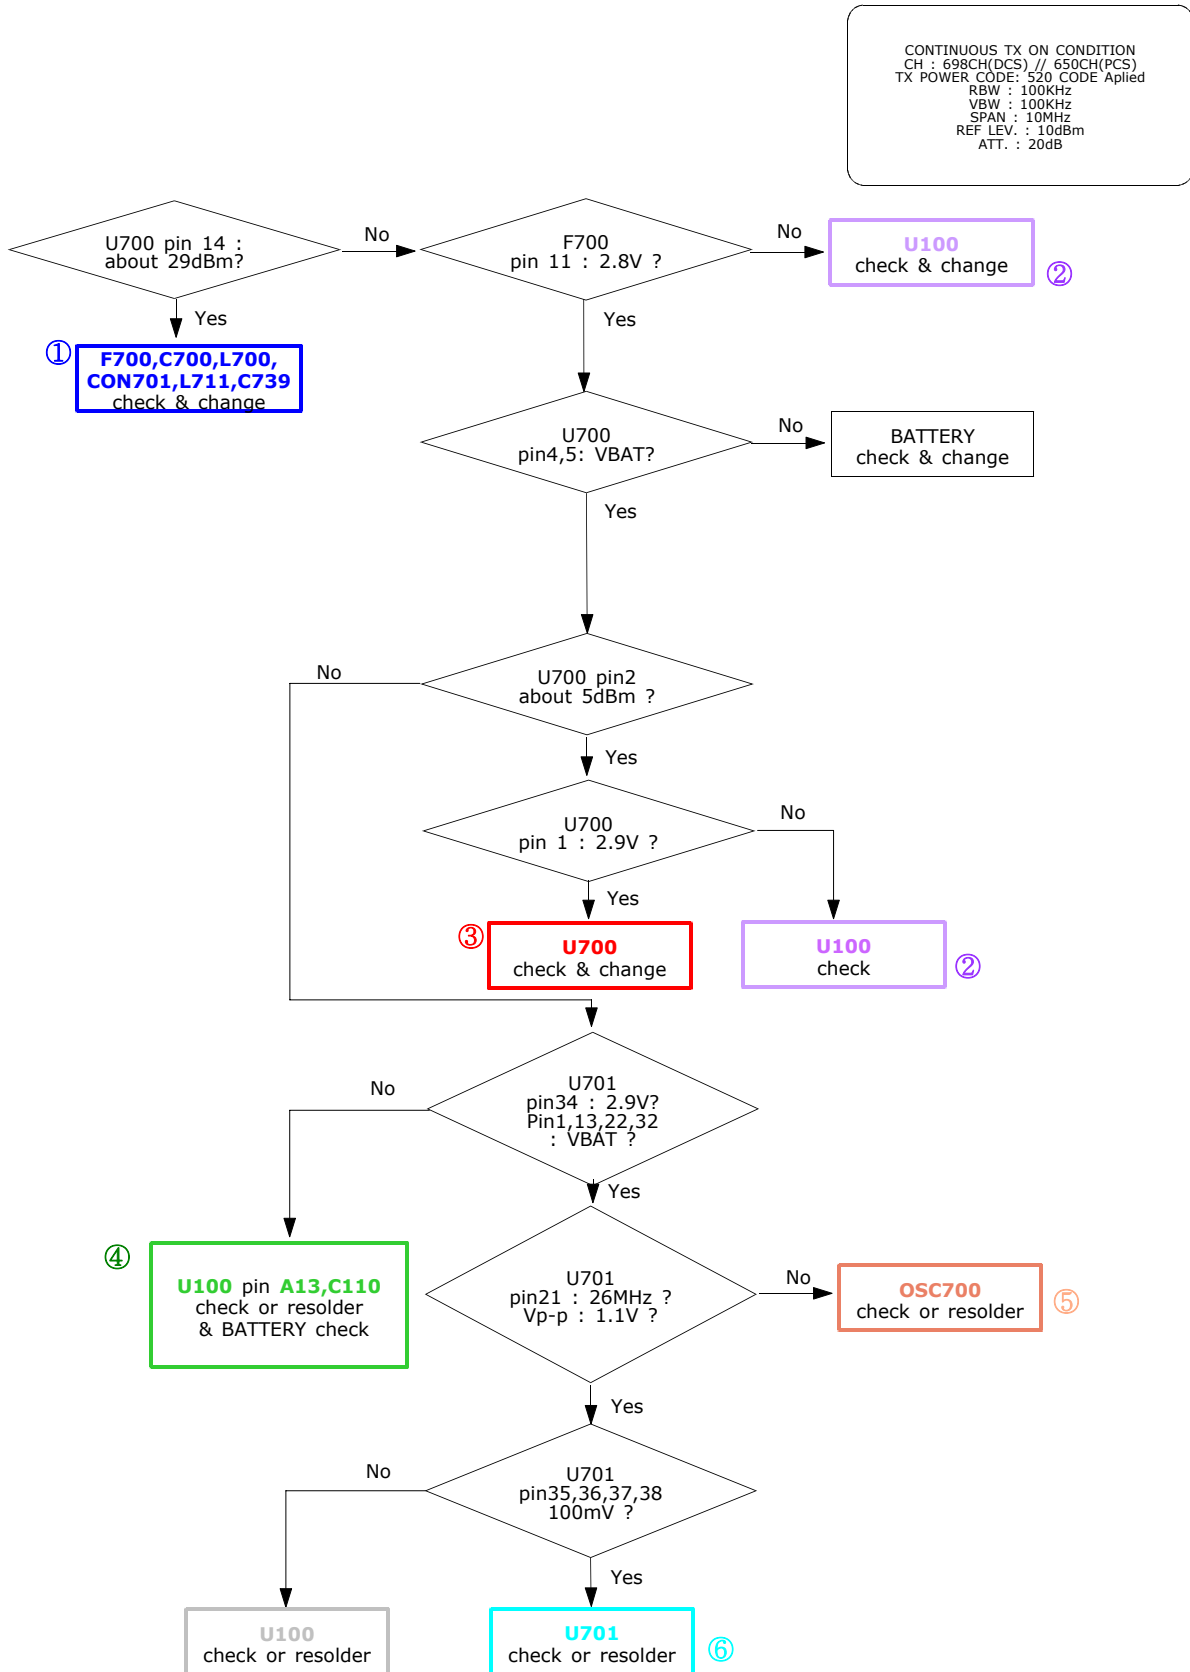 CONTINUOUS TX ON CONDITION
CH : 698CH(DCS) // 650CH(PCS)
TX POWER CODE: 520 CODE Aplied
RBW : 100KHz
VBW : 100KHz
SPAN : 10MHz
REF LEV. : 10dBm
ATT. : 20dB
U700 pin 14 :
about 29dBm?
No
F700
pin 11 : 2.8V ?
No
U100
check & change
②
Yes
Yes
①
F700,C700,L700,
CON701,L711,C739
check & change
U700
pin4,5: VBAT?
No
BATTERY
check & change
Yes
No
U700 pin2
about 5dBm ?
Yes
U700
pin 1 : 2.9V ?
No
Yes
③
U700
check & change
U100
check
②
No
U701
pin34 : 2.9V?
Pin1,13,22,32
: VBAT ?
Yes
④
U100 pin A13,C110
check or resolder
& BATTERY check
U701
pin21 : 26MHz ?
Vp-p : 1.1V ?
No
OSC700
check or resolder
⑤
Yes
No
U701
pin35,36,37,38
100mV ?
Yes
U100
check or resolder
U701
check or resolder
⑥